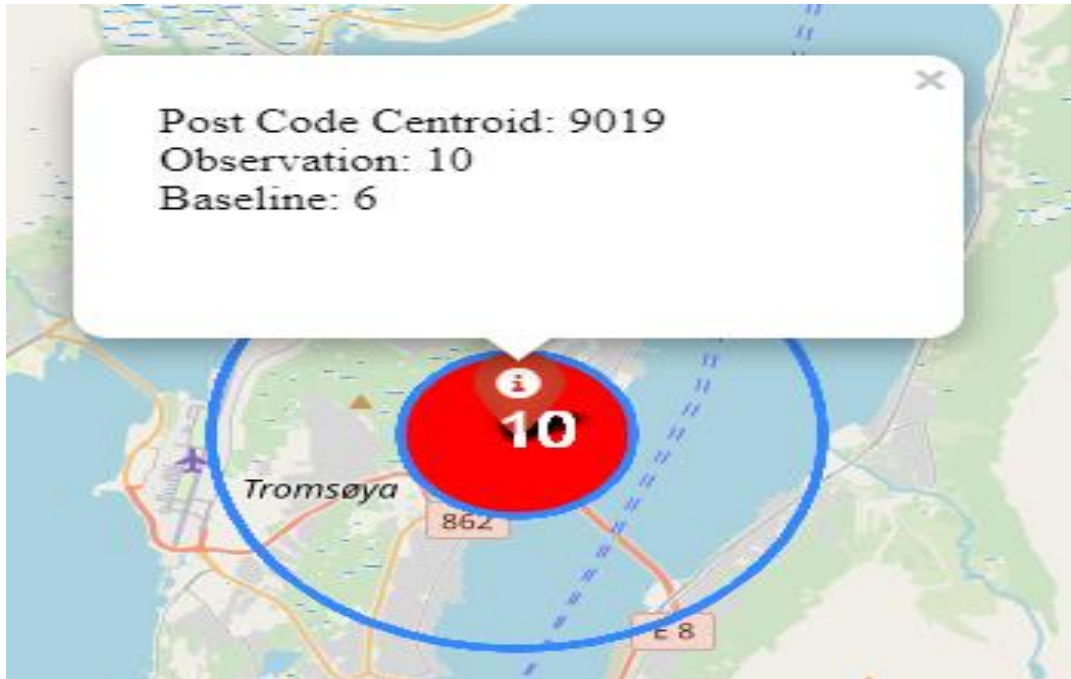 ×
Post Code Centroid: 9019
Observation: 10
Baseline: 6
i
10
Tromsøya
862
E 8